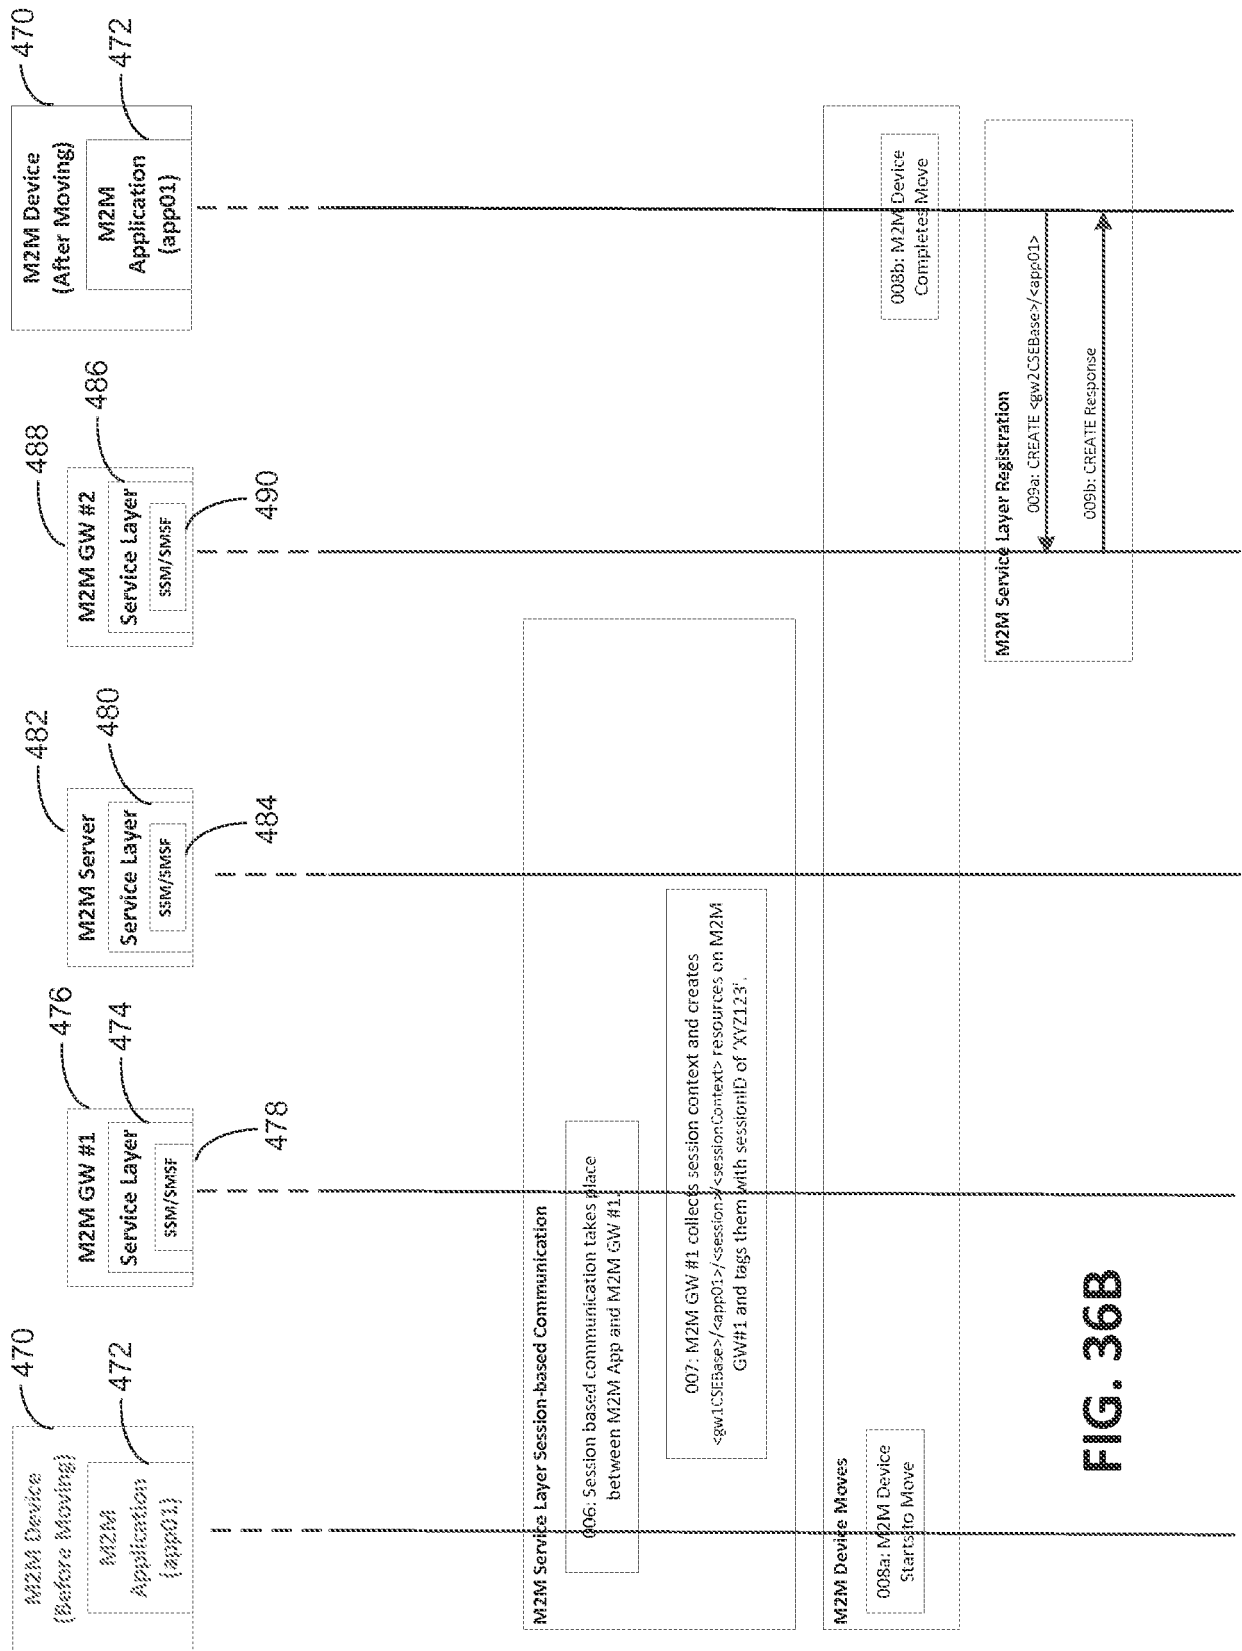 470
M2M Device
(Before Moving)
472
M2M
Application
(app01)
476
M2M GW #1
474
Service Layer
SSM/SMSF
478
482
M2M Server
480
Service Layer
SSM/SMSF
484
488
M2M GW #2
486
Service Layer
SSM/SMSF
490
470
M2M Device
(After Moving)
472
M2M
Application
(app01)
M2M Service Layer Session-based Communication
006: Session based communication takes place
between M2M App and M2M GW #1.
007: M2M GW #1 collects session context and creates
<gw1CSEBase>/<app01>/<session>/<sessionContext> resources on M2M
GW#1 and tags them with sessionID of 'XYZ123'.
M2M Device Moves
008a: M2M Device
Starts to Move
008b: M2M Device
Completes Move
M2M Service Layer Registration
009a: CREATE <gw2CSEBase>/<app01>
009b: CREATE Response
FIG. 36B